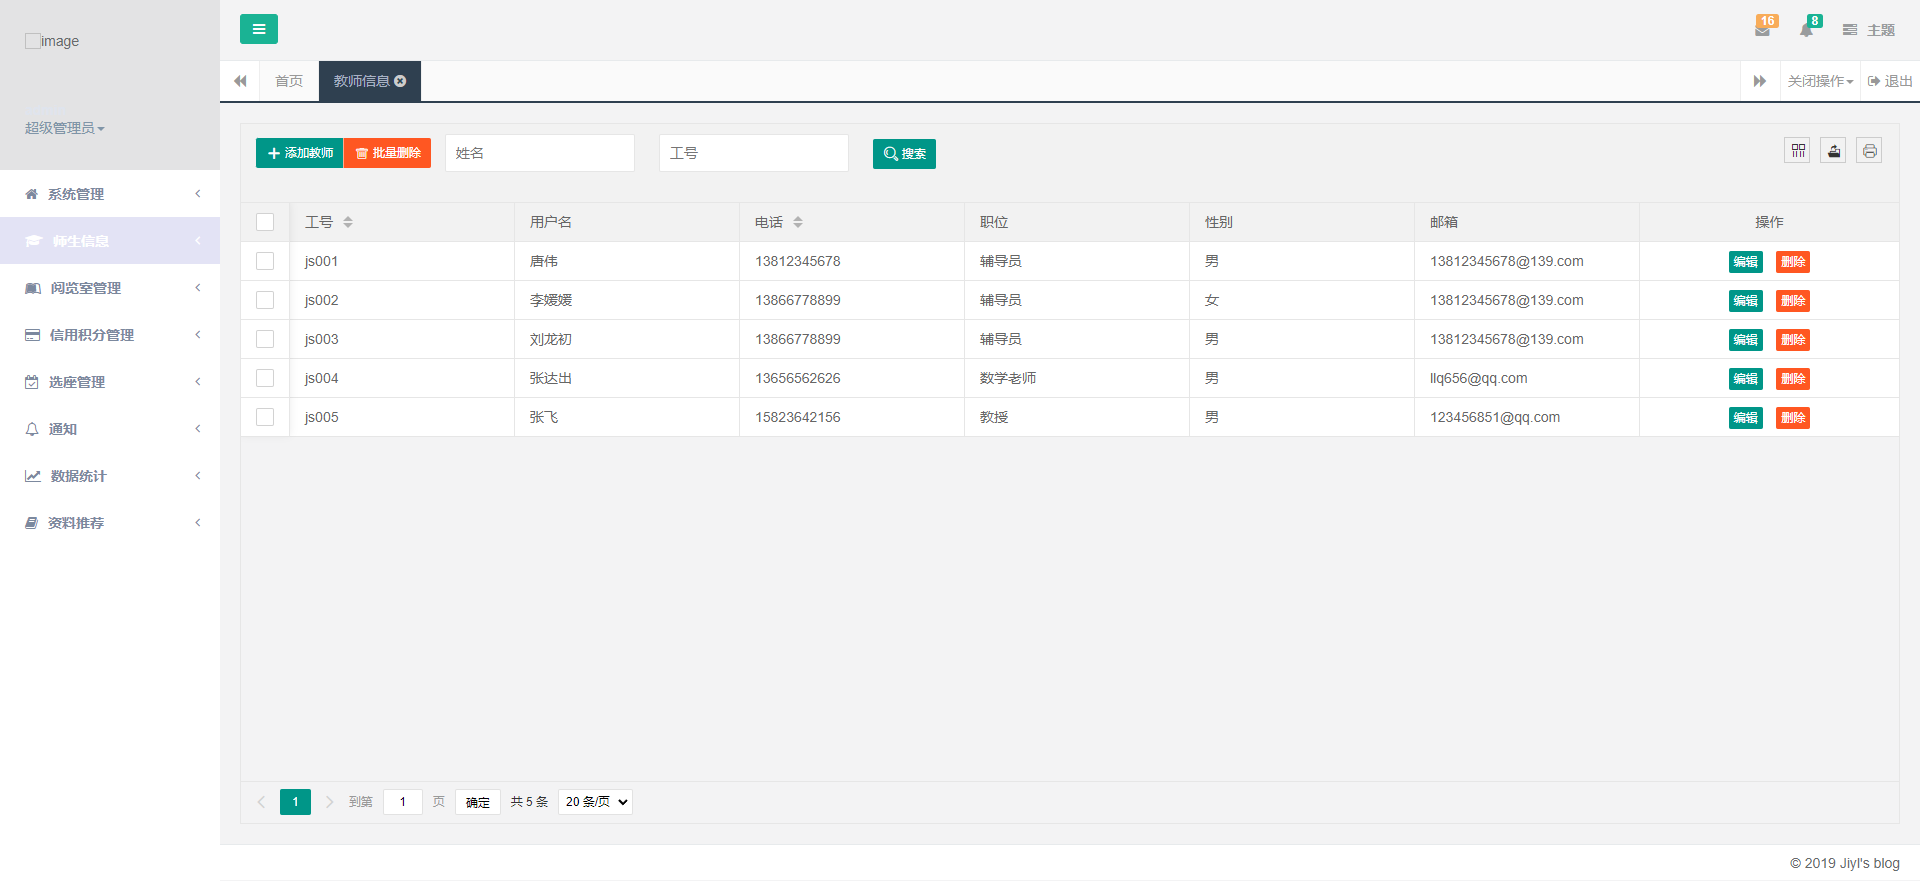 image
超级管理员
系统管理
师生信息
阅览室管理
信用积分管理
选座管理
通知
数据统计
资料推荐
16 8 主题
首页 教师信息 关闭操作 退出
添加教师 批量删除 姓名 工号 搜索
工号 用户名 电话 职位 性别 邮箱 操作
js001 唐伟 13812345678 辅导员 男 13812345678@139.com 编辑 删除
js002 李媛媛 13866778899 辅导员 女 13812345678@139.com 编辑 删除
js003 刘龙初 13866778899 辅导员 男 13812345678@139.com 编辑 删除
js004 张达出 13656562626 数学老师 男 llq656@qq.com 编辑 删除
js005 张飞 15823642156 教授 男 123456851@qq.com 编辑 删除
1 到第 1 页 确定 共 5 条 20 条/页
© 2019 Jiyl's blog